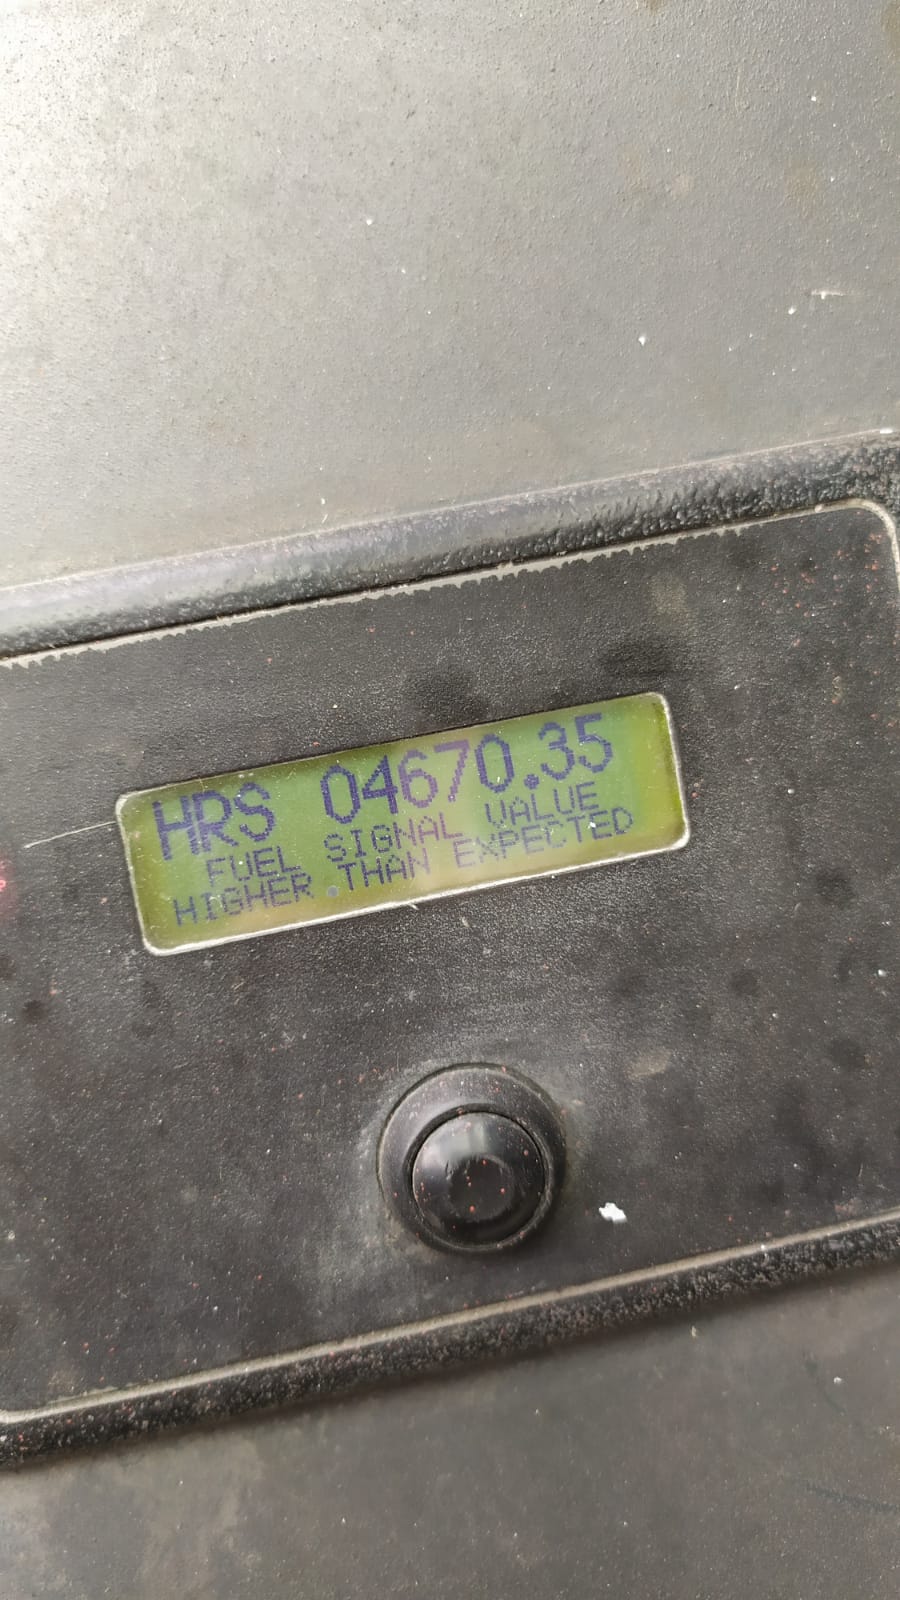 HRS 04670.35
FUEL SIGNAL VALUE
HIGHER THAN EXPECTED